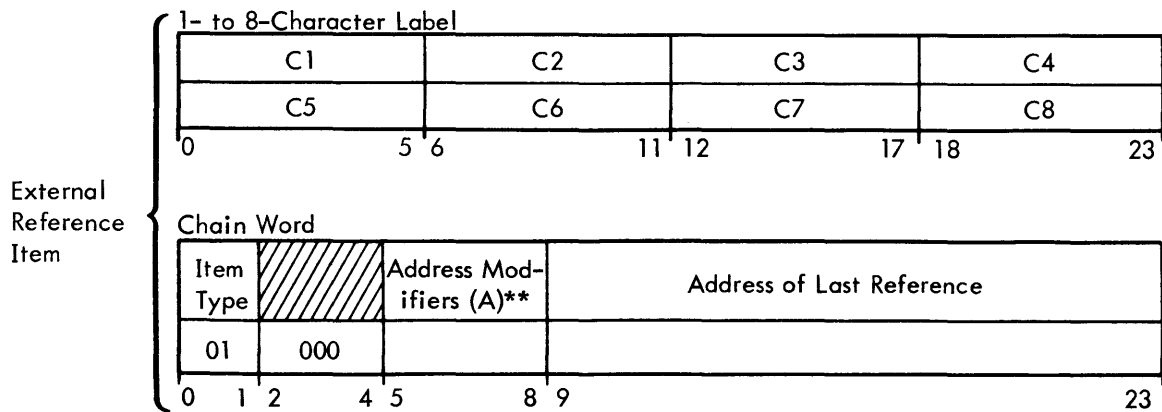 1- to 8-Character Label
C1 C2 C3 C4
C5 C6 C7 C8
0 5 6 11 12 17 18 23
External
Reference
Item
Chain Word
Item
Type
Address Mod-
ifiers (A)**
Address of Last Reference
01 000
0 1 2 4 5 8 9 23